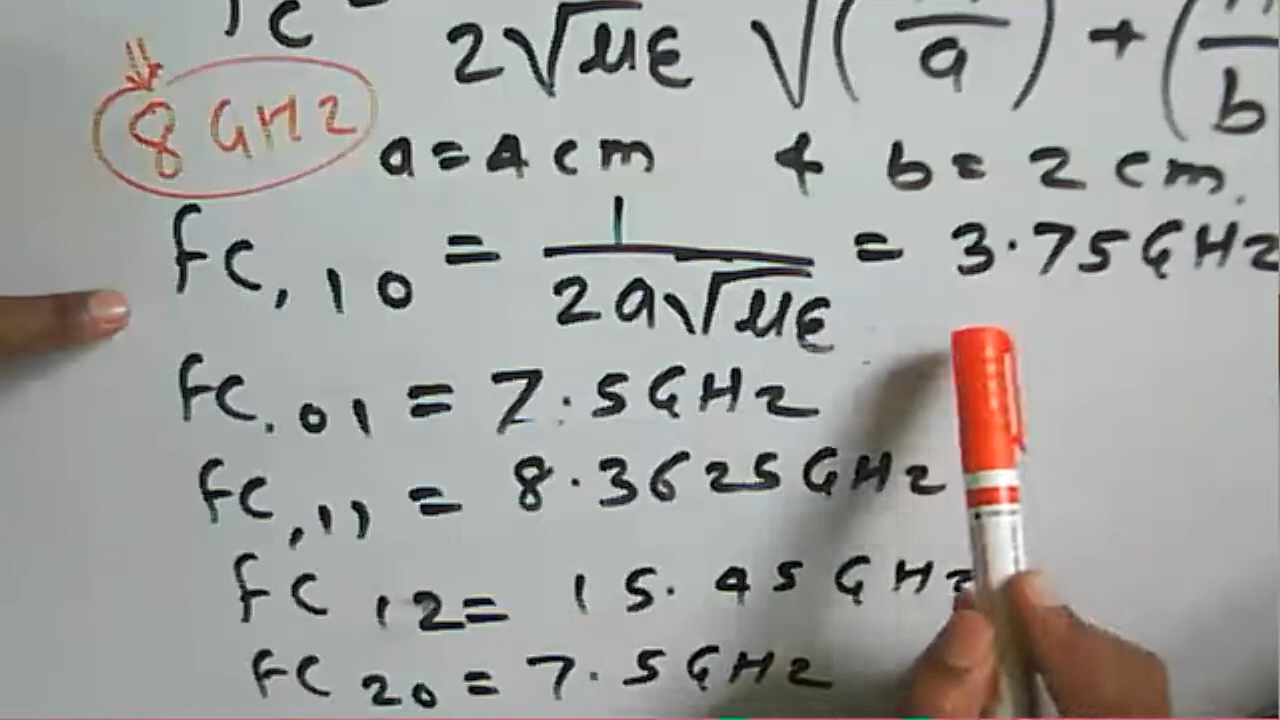 fc = 2√με √( /a) + ( /b
8 GHz
a = 4 cm & b = 2 cm.
fc, 10 = 1/2a√με = 3.75 GHz
fc. 01 = 7.5 GHz
fc, 11 = 8.3625 GHz
fc 12 = 15.45 GHz
fc 20 = 7.5 GHz